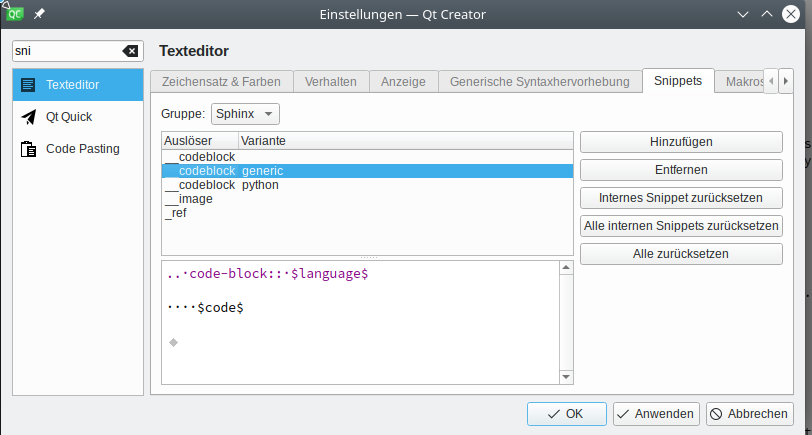 QC
Einstellungen — Qt Creator
sni
Texteditor
Texteditor
Qt Quick
Code Pasting
Zeichensatz & Farben
Verhalten
Anzeige
Generische Syntaxhervorhebung
Snippets
Makros
Gruppe: Sphinx
Auslöser Variante
__codeblock
__codeblock generic
__codeblock python
__image
_ref
Hinzufügen
Entfernen
Internes Snippet zurücksetzen
Alle internen Snippets zurücksetzen
Alle zurücksetzen
..·code-block::·$language$
····$code$
OK
Anwenden
Abbrechen